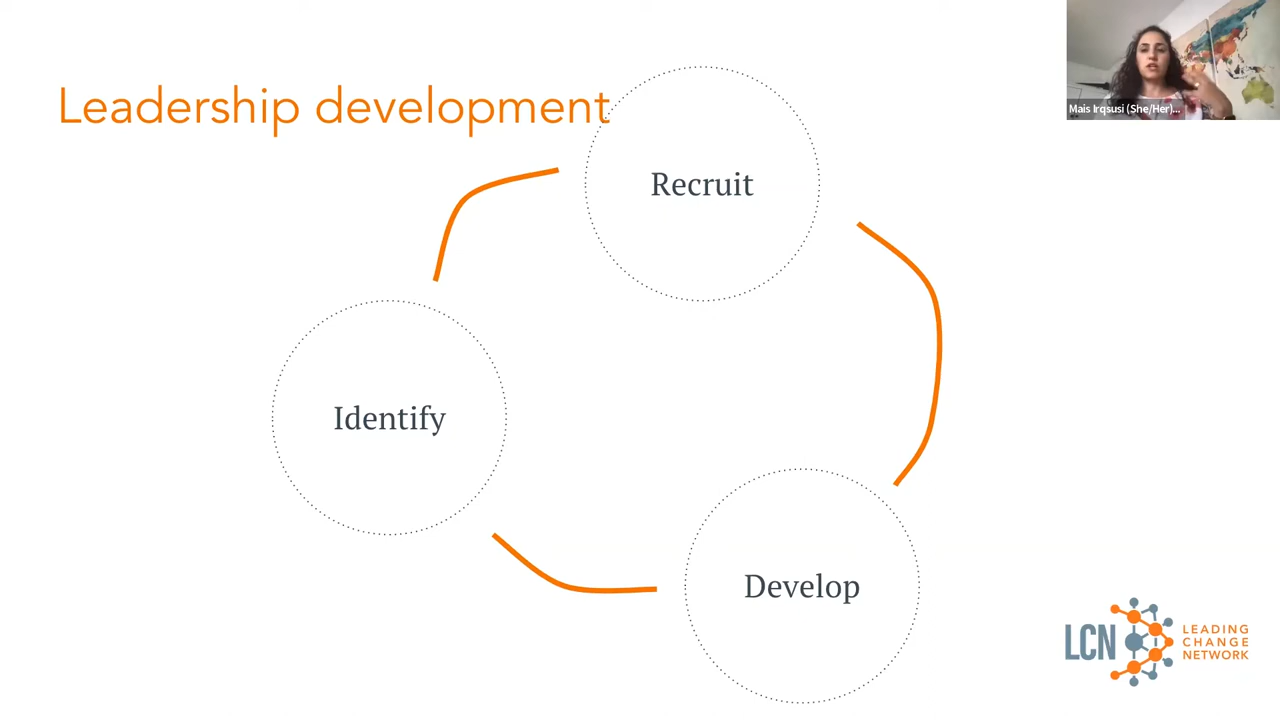 Leadership development
Recruit
Mais Irqsusi (She/Her)...
Identify
Develop
LCN
LEADING
CHANGE
NETWORK